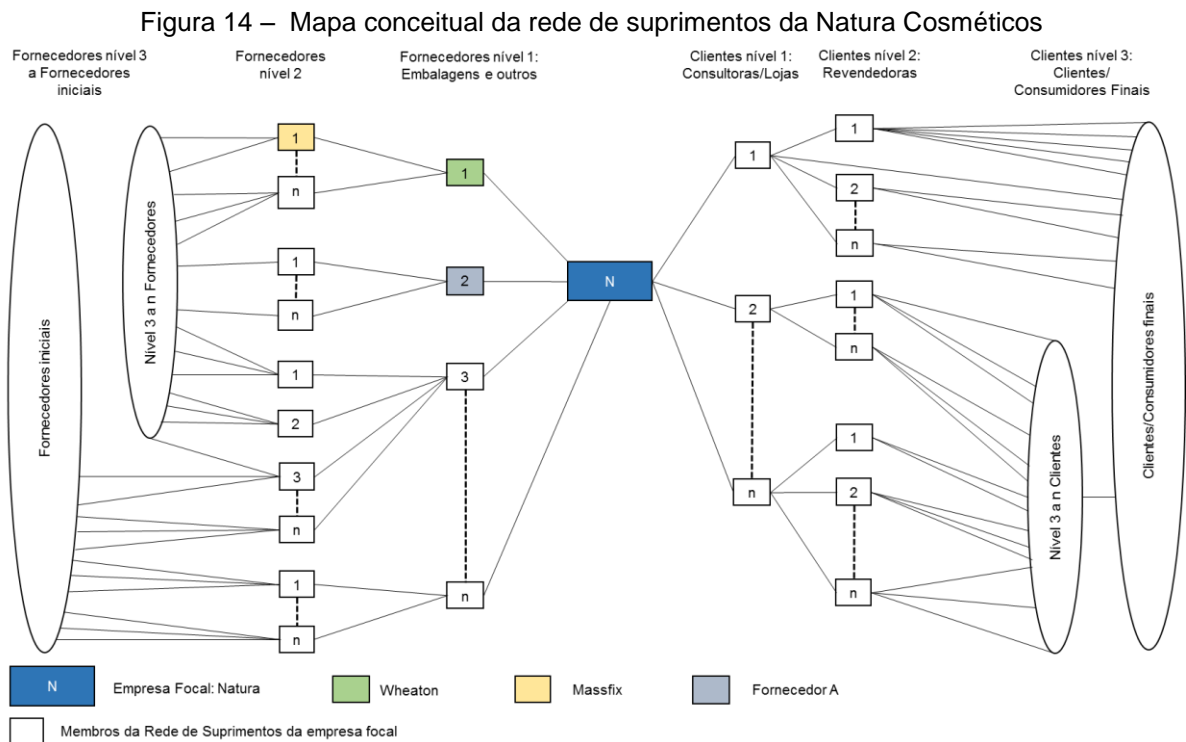 Figura 14 – Mapa conceitual da rede de suprimentos da Natura Cosméticos
Fornecedores nível 3
a Fornecedores
iniciais
Fornecedores
nível 2
Fornecedores nível 1:
Embalagens e outros
Clientes nível 1:
Consultoras/Lojas
Clientes nível 2:
Revendedoras
Clientes nível 3:
Clientes/
Consumidores Finais
Fornecedores iniciais
Nível 3 a n Fornecedores
1
n
1
n
1
2
3
n
1
n
1
2
3
n
N
1
2
n
1
2
n
1
n
1
2
n
Nível 3 a n Clientes
Clientes/Consumidores finais
N
Empresa Focal: Natura
Wheaton
Massfix
Fornecedor A
Membros da Rede de Suprimentos da empresa focal